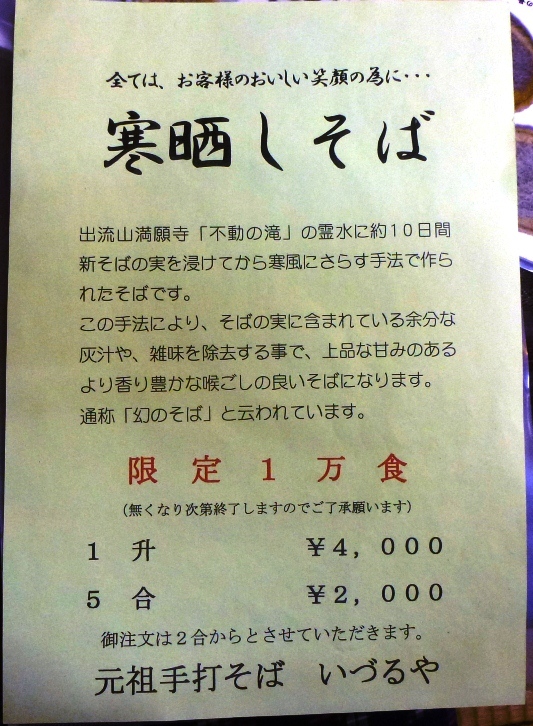 全ては、お客様のおいしい笑顔の為に・・・
寒晒しそば
出流山満願寺「不動の滝」の霊水に約１０日間
新そばの実を浸けてから寒風にさらす手法で作ら
れたそばです。
この手法により、そばの実に含まれている余分な
灰汁や、雑味を除去する事で、上品な甘みのある
より香り豊かな喉ごしの良いそばになります。
通称「幻のそば」と云われています。
限定１万食
（無くなり次第終了しますのでご了承願います）
１升 ￥４，０００
５合 ￥２，０００
御注文は２合からとさせていただきます。
元祖手打そば いづるや